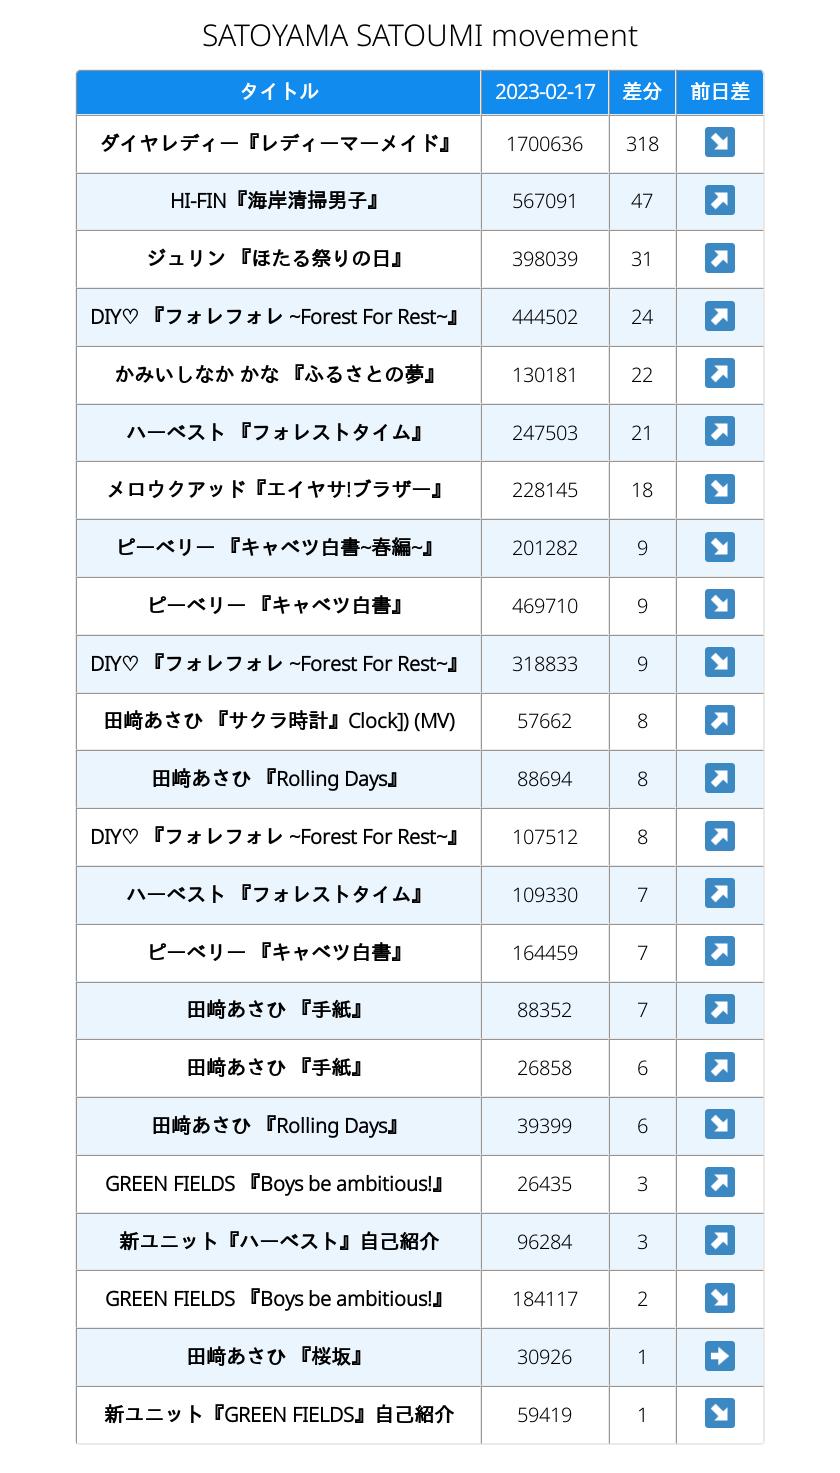 SATOYAMA SATOUMI movement
タイトル 2023-02-17 差分 前日差
ダイヤレディー『レディーマーメイド』 1700636 318 ↘
HI-FIN『海岸清掃男子』 567091 47 ↗
ジュリン 『ほたる祭りの日』 398039 31 ↗
DIY♡ 『フォレフォレ ~Forest For Rest~』 444502 24 ↗
かみいしなか かな 『ふるさとの夢』 130181 22 ↗
ハーベスト 『フォレストタイム』 247503 21 ↗
メロウクアッド『エイヤサ!ブラザー』 228145 18 ↘
ピーベリー 『キャベツ白書~春編~』 201282 9 ↘
ピーベリー 『キャベツ白書』 469710 9 ↘
DIY♡ 『フォレフォレ ~Forest For Rest~』 318833 9 ↘
田﨑あさひ 『サクラ時計』Clock]) (MV) 57662 8 ↗
田﨑あさひ 『Rolling Days』 88694 8 ↗
DIY♡ 『フォレフォレ ~Forest For Rest~』 107512 8 ↗
ハーベスト 『フォレストタイム』 109330 7 ↗
ピーベリー 『キャベツ白書』 164459 7 ↗
田﨑あさひ 『手紙』 88352 7 ↗
田﨑あさひ 『手紙』 26858 6 ↗
田﨑あさひ 『Rolling Days』 39399 6 ↘
GREEN FIELDS 『Boys be ambitious!』 26435 3 ↗
新ユニット『ハーベスト』自己紹介 96284 3 ↗
GREEN FIELDS 『Boys be ambitious!』 184117 2 ↘
田﨑あさひ 『桜坂』 30926 1 →
新ユニット『GREEN FIELDS』自己紹介 59419 1 ↘